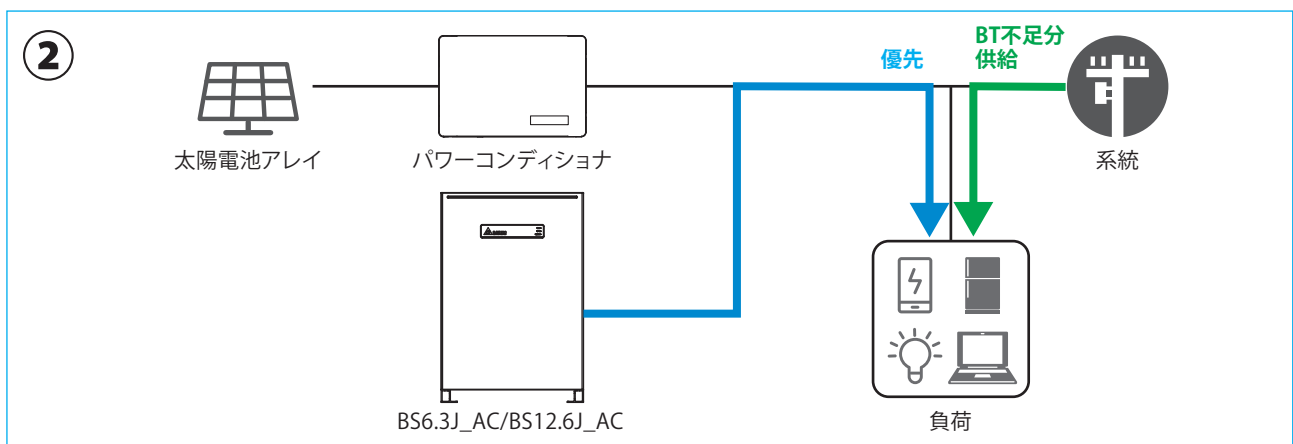 ②
優先
BT不足分
供給
太陽電池アレイ
パワーコンディショナ
系統
BS6.3J_AC/BS12.6J_AC
負荷